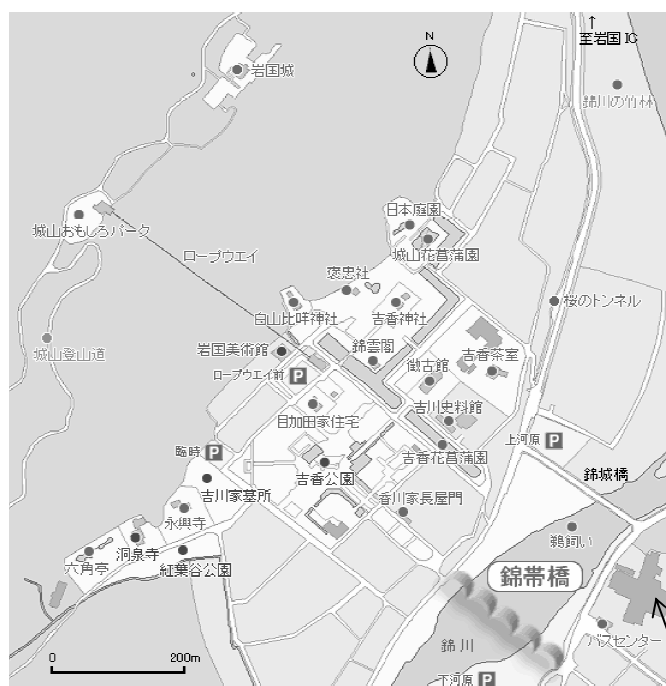 ↑
至岩国IC
N
岩国城
錦川の竹林
日本庭園
城山おもしろパーク
城山花菖蒲園
ロープウエイ
褒忠社
白山比咩神社
吉香神社
桜のトンネル
城山登山道
岩国美術館
錦雲閣
徴古館
吉香茶室
ロープウエイ前 P
目加田家住宅
吉川史料館
臨時 P
上河原 P
吉香花菖蒲園
吉香公園
錦城橋
吉川家墓所
香川家長屋門
永興寺
鵜飼い
洞泉寺
六角亭
紅葉谷公園
錦帯橋
バスセンター
錦川
0 200m
下河原 P